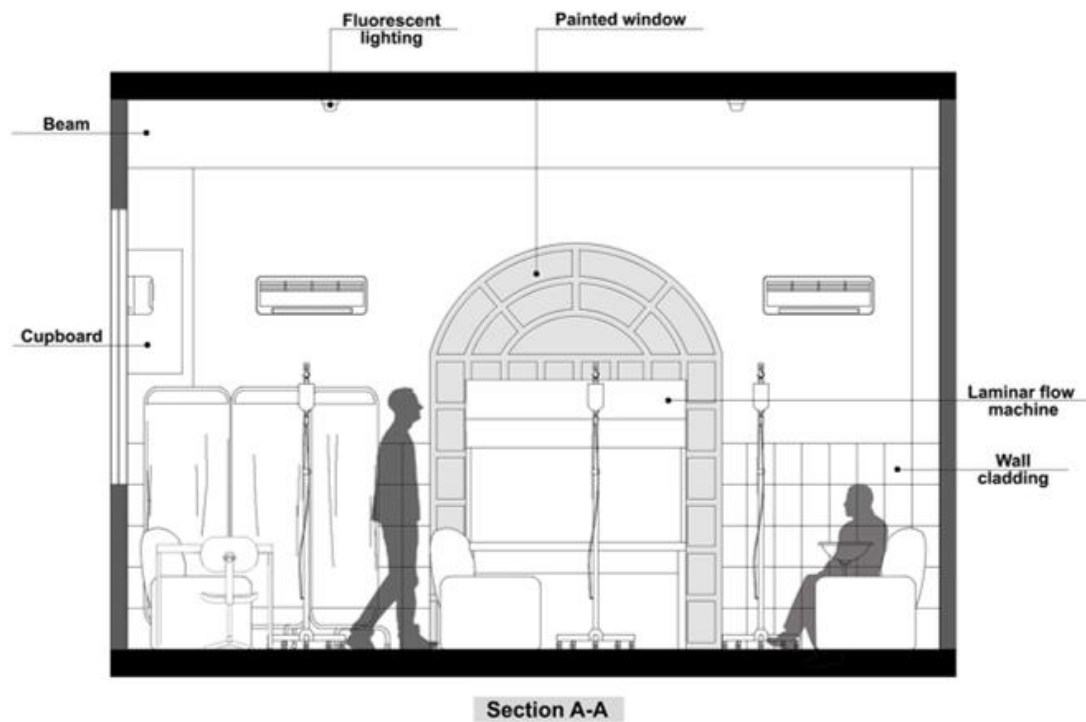 Fluorescent
lighting
Painted window
Beam
Cupboard
Laminar flow
machine
Wall
cladding
Section A-A